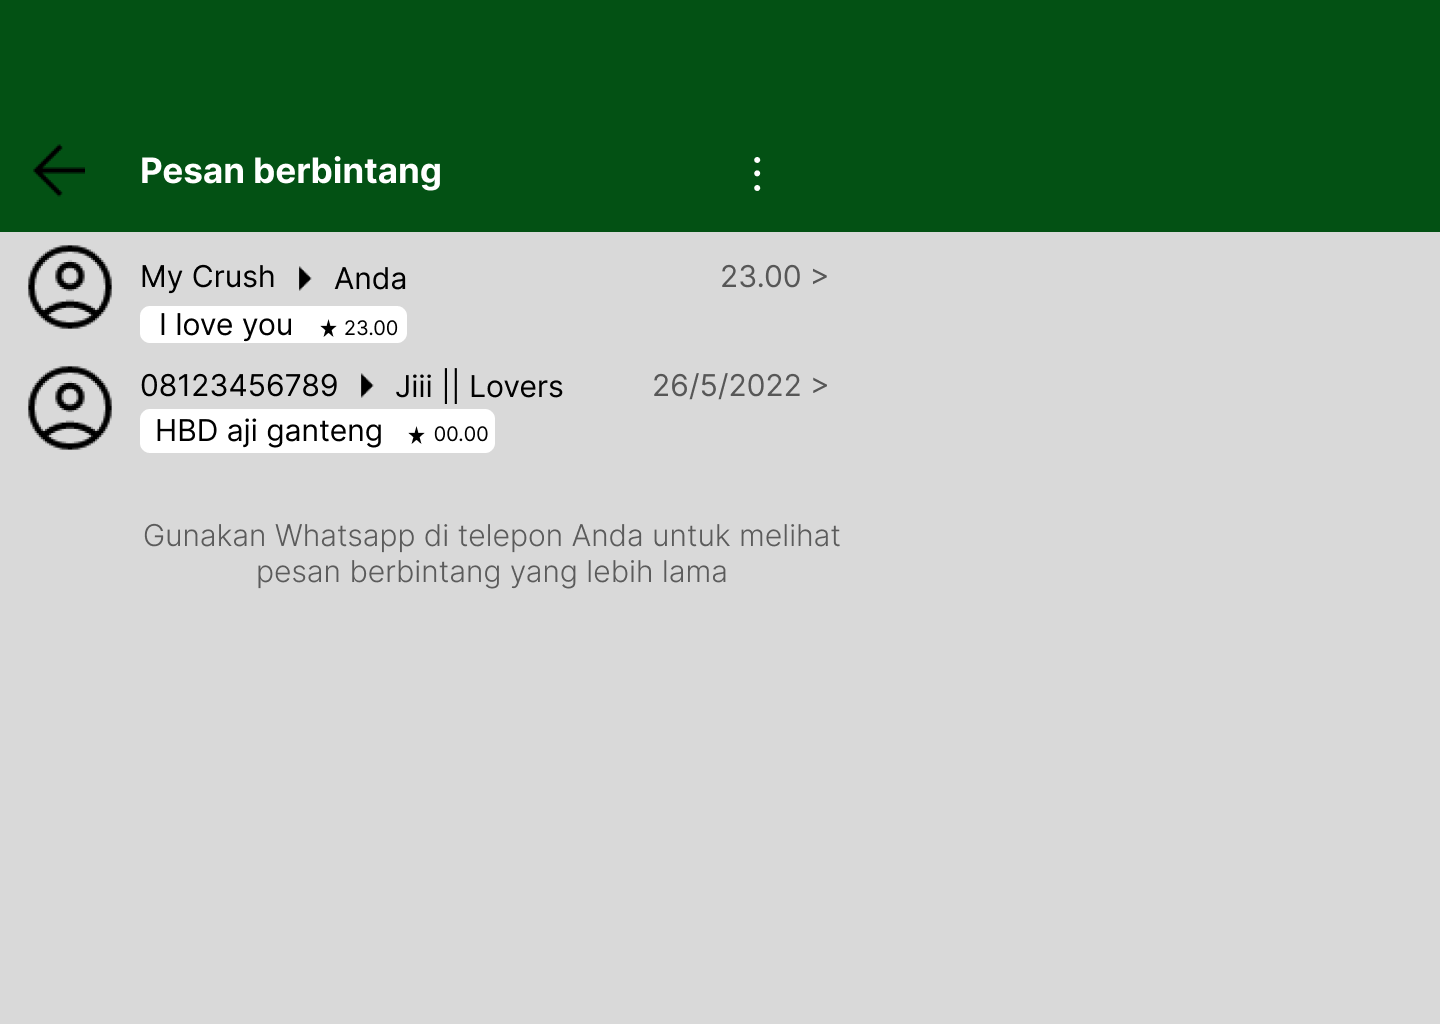 Pesan berbintang
My Crush Anda 23.00 >
I love you ★ 23.00
08123456789 Jiii || Lovers 26/5/2022 >
HBD aji ganteng ★ 00.00
Gunakan Whatsapp di telepon Anda untuk melihat
pesan berbintang yang lebih lama